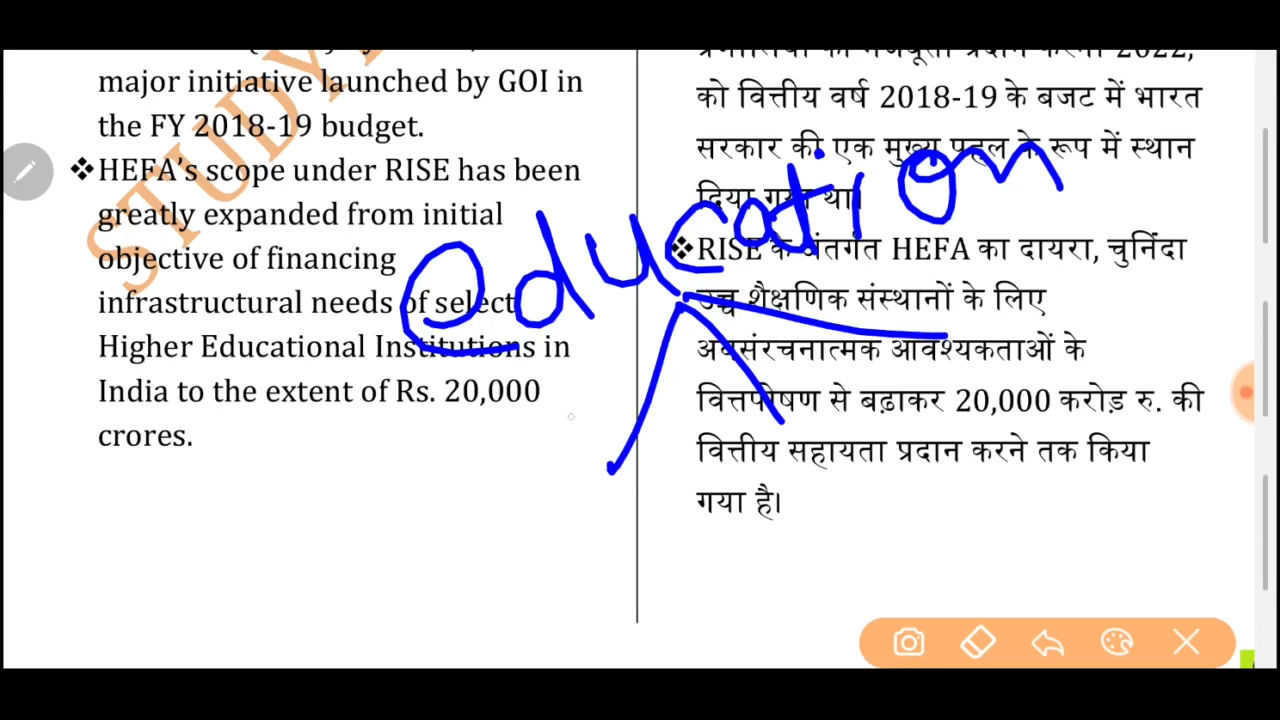 major initiative launched by GOI in
the FY 2018-19 budget.
❖HEFA's scope under RISE has been
greatly expanded from initial
objective of financing
infrastructural needs of select
Higher Educational Institutions in
India to the extent of Rs. 20,000
crores.
STUDY
education
को वित्तीय वर्ष 2018-19 के बजट में भारत
सरकार की एक मुख्य पहल के रूप में स्थान
दिया गया था।
❖RISE के अंतर्गत HEFA का दायरा, चुनिंदा
उच्च शैक्षणिक संस्थानों के लिए
अवसंरचनात्मक आवश्यकताओं के
वित्तपोषण से बढ़ाकर 20,000 करोड़ रु. की
वित्तीय सहायता प्रदान करने तक किया
गया है।